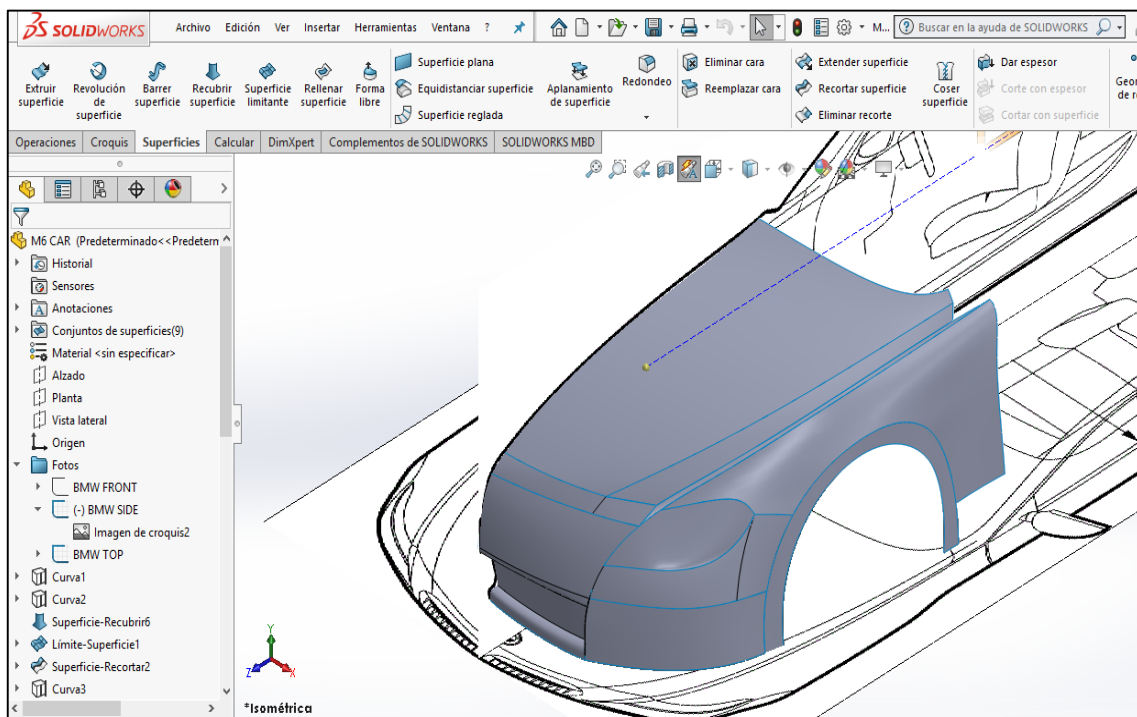 SOLIDWORKS
Archivo Edición Ver Insertar Herramientas Ventana ?
M...
Buscar en la ayuda de SOLIDWORKS
Extruir superficie
Revolución de superficie
Barrer superficie
Recubrir superficie
Superficie limitante
Rellenar superficie
Forma libre
Superficie plana
Equidistanciar superficie
Superficie reglada
Aplanamiento de superficie
Redondeo
Eliminar cara
Reemplazar cara
Extender superficie
Recortar superficie
Eliminar recorte
Coser superficie
Dar espesor
Corte con espesor
Cortar con superficie
Geor
de re
Operaciones Croquis Superficies Calcular DimXpert Complementos de SOLIDWORKS SOLIDWORKS MBD
M6 CAR (Predeterminado<<Predetern
Historial
Sensores
Anotaciones
Conjuntos de superficies(9)
Material <sin especificar>
Alzado
Planta
Vista lateral
Origen
Fotos
BMW FRONT
(-) BMW SIDE
Imagen de croquis2
BMW TOP
Curva1
Curva2
Superficie-Recubrir6
Límite-Superficie1
Superficie-Recortar2
Curva3
Y
Z
X
*Isométrica